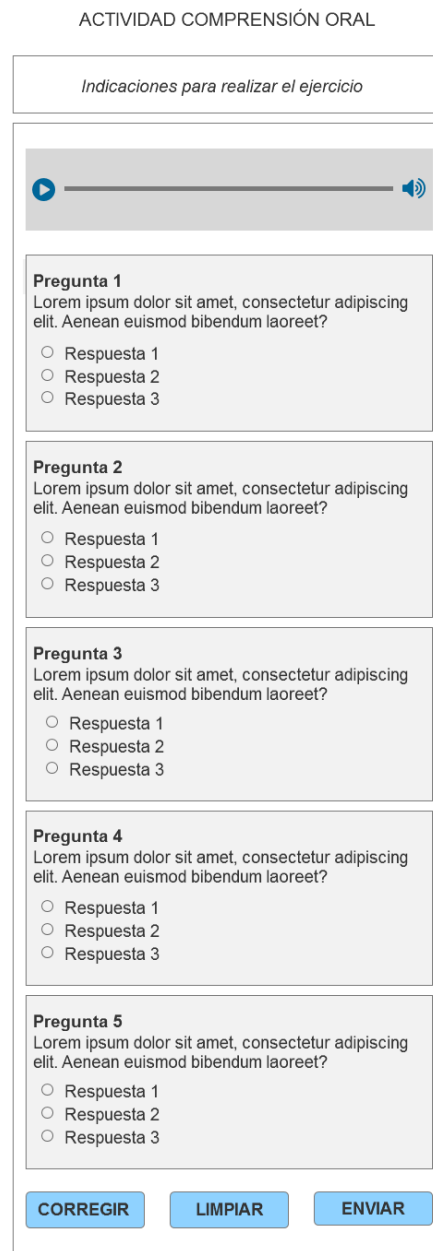 ACTIVIDAD COMPRENSIÓN ORAL
Indicaciones para realizar el ejercicio
Pregunta 1
Lorem ipsum dolor sit amet, consectetur adipiscing
elit. Aenean euismod bibendum laoreet?
Respuesta 1
Respuesta 2
Respuesta 3
Pregunta 2
Lorem ipsum dolor sit amet, consectetur adipiscing
elit. Aenean euismod bibendum laoreet?
Respuesta 1
Respuesta 2
Respuesta 3
Pregunta 3
Lorem ipsum dolor sit amet, consectetur adipiscing
elit. Aenean euismod bibendum laoreet?
Respuesta 1
Respuesta 2
Respuesta 3
Pregunta 4
Lorem ipsum dolor sit amet, consectetur adipiscing
elit. Aenean euismod bibendum laoreet?
Respuesta 1
Respuesta 2
Respuesta 3
Pregunta 5
Lorem ipsum dolor sit amet, consectetur adipiscing
elit. Aenean euismod bibendum laoreet?
Respuesta 1
Respuesta 2
Respuesta 3
CORREGIR LIMPIAR ENVIAR